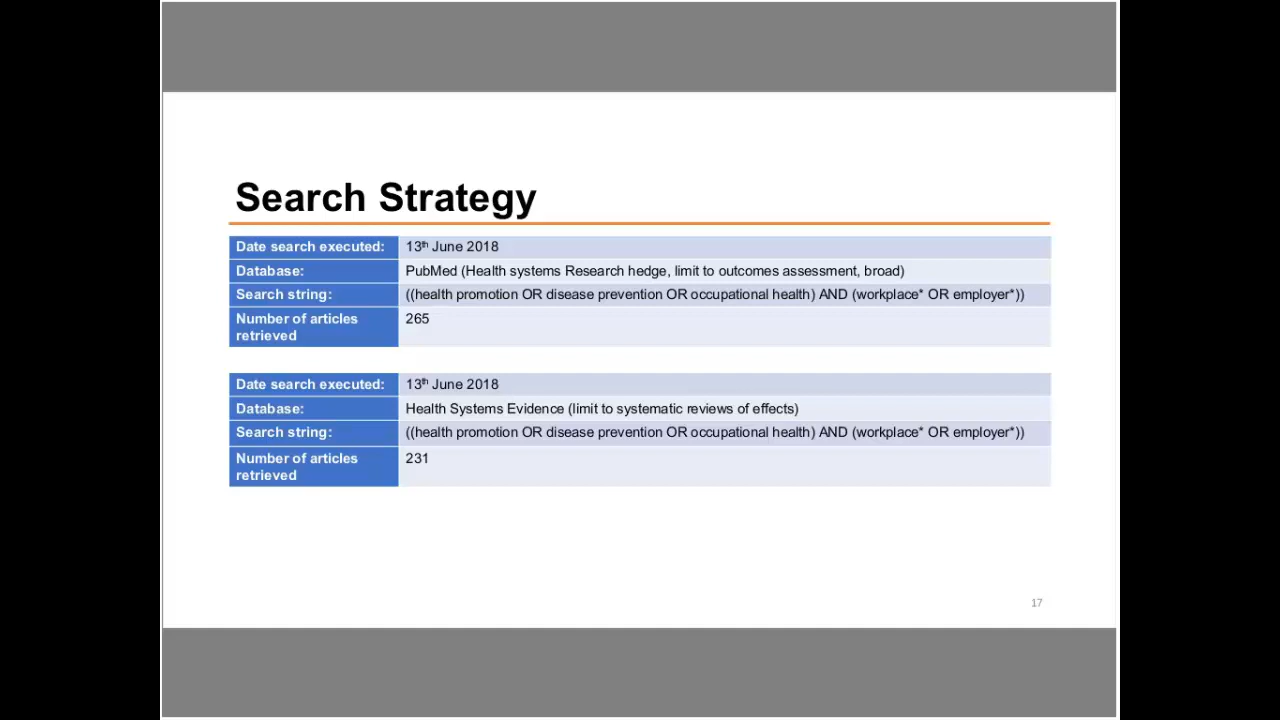 Search Strategy
Date search executed: 13th June 2018
Database: PubMed (Health systems Research hedge, limit to outcomes assessment, broad)
Search string: ((health promotion OR disease prevention OR occupational health) AND (workplace* OR employer*))
Number of articles 265
retrieved
Date search executed: 13th June 2018
Database: Health Systems Evidence (limit to systematic reviews of effects)
Search string: ((health promotion OR disease prevention OR occupational health) AND (workplace* OR employer*))
Number of articles 231
retrieved
17